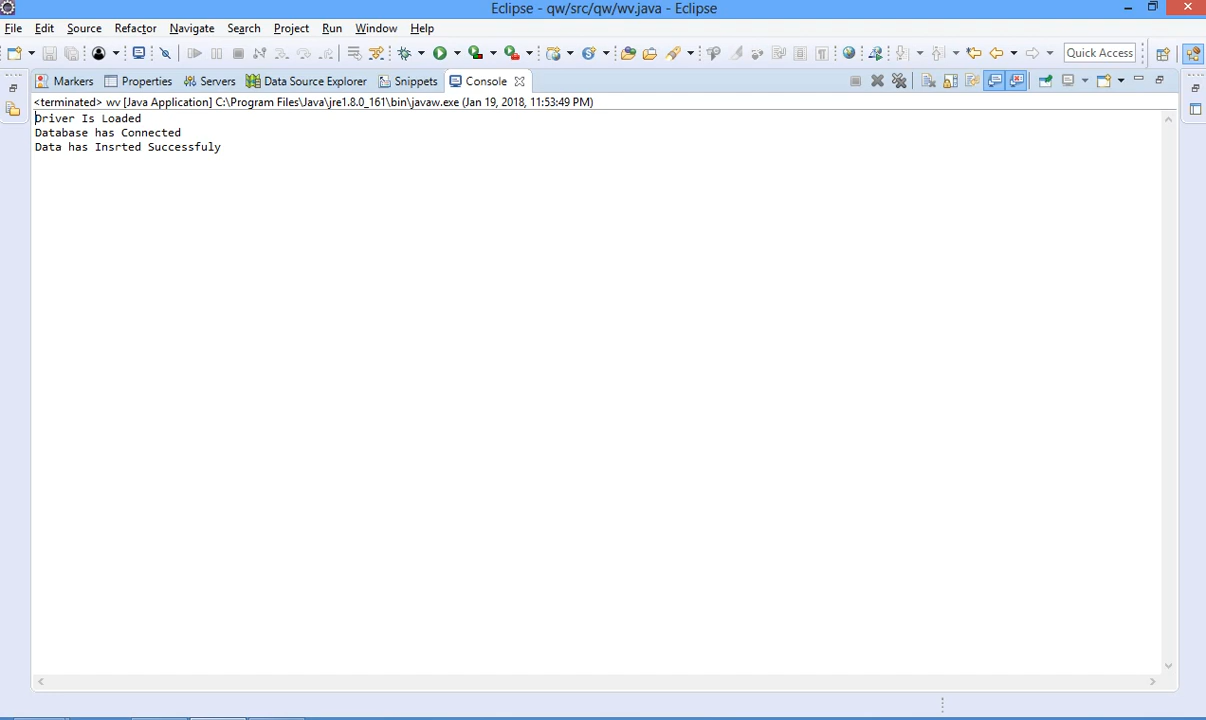 Eclipse - qw/src/qw/wv.java - Eclipse
File Edit Source Refactor Navigate Search Project Run Window Help
Quick Access
Markers Properties Servers Data Source Explorer Snippets Console
<terminated> wv [Java Application] C:\Program Files\Java\jre1.8.0_161\bin\javaw.exe (Jan 19, 2018, 11:53:49 PM)
Driver Is Loaded
Database has Connected
Data has Insrted Successfuly